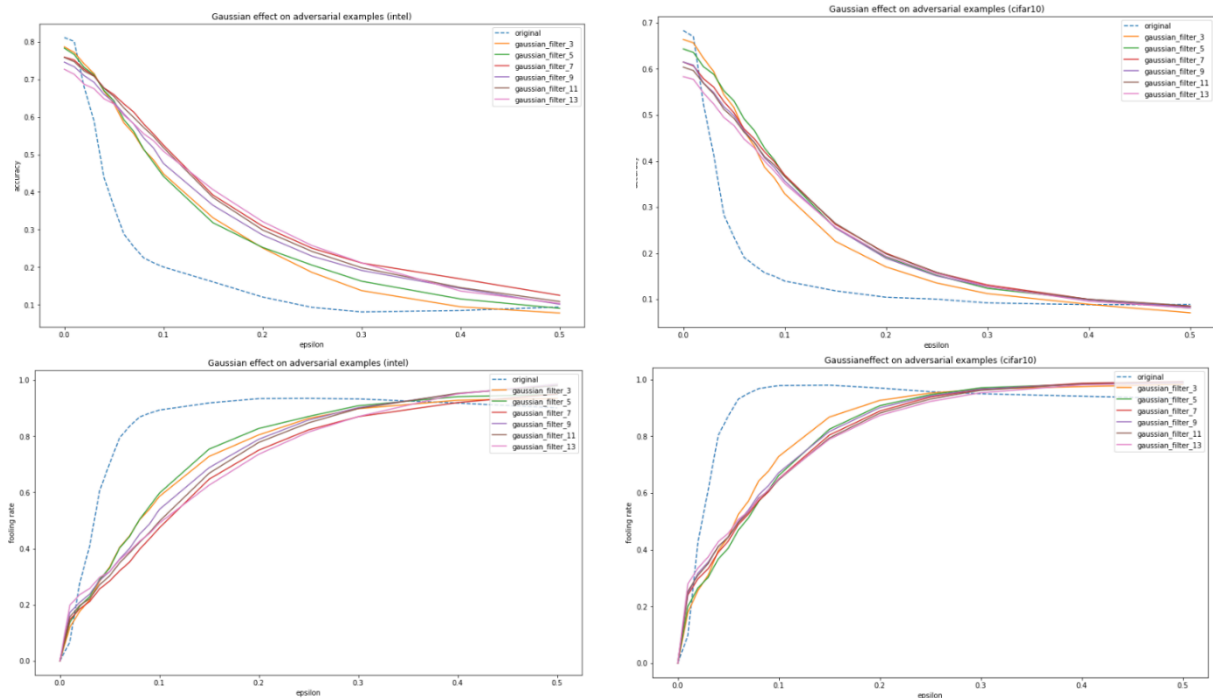 Gaussian effect on adversarial examples (intel)
0.8
0.7
0.6
0.5
0.4
0.3
0.2
0.1
accuracy
0.0
0.1
0.2
0.3
0.4
0.5
epsilon
original
gaussian_filter_3
gaussian_filter_5
gaussian_filter_7
gaussian_filter_9
gaussian_filter_11
gaussian_filter_13
Gaussian effect on adversarial examples (cifar10)
0.7
0.6
0.5
0.4
0.3
0.2
0.1
0.0
0.1
0.2
0.3
0.4
0.5
epsilon
original
gaussian_filter_3
gaussian_filter_5
gaussian_filter_7
gaussian_filter_9
gaussian_filter_11
gaussian_filter_13
Gaussian effect on adversarial examples (intel)
1.0
0.8
0.6
0.4
0.2
0.0
fooling rate
0.0
0.1
0.2
0.3
0.4
0.5
epsilon
original
gaussian_filter_3
gaussian_filter_5
gaussian_filter_7
gaussian_filter_9
gaussian_filter_11
gaussian_filter_13
Gaussianeffect on adversarial examples (cifar10)
1.0
0.8
0.6
0.4
0.2
0.0
fooling rate
0.0
0.1
0.2
0.3
0.4
0.5
epsilon
original
gaussian_filter_3
gaussian_filter_5
gaussian_filter_7
gaussian_filter_9
gaussian_filter_11
gaussian_filter_13